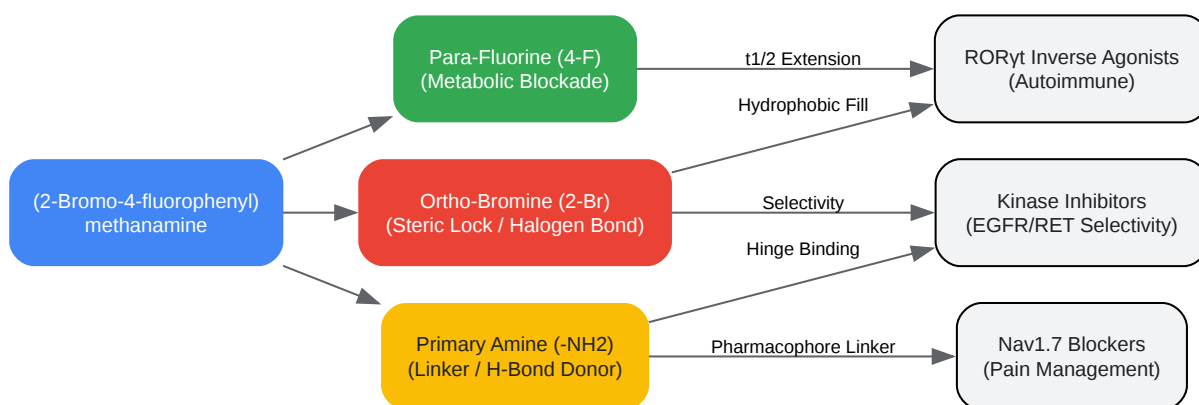 (2-Bromo-4-fluorophenyl)
methanamine
Para-Fluorine (4-F)
(Metabolic Blockade)
Ortho-Bromine (2-Br)
(Steric Lock / Halogen Bond)
Primary Amine (-NH2)
(Linker / H-Bond Donor)
t1/2 Extension
Hydrophobic Fill
Selectivity
Hinge Binding
Pharmacophore Linker
RORγt Inverse Agonists
(Autoimmune)
Kinase Inhibitors
(EGFR/RET Selectivity)
Nav1.7 Blockers
(Pain Management)